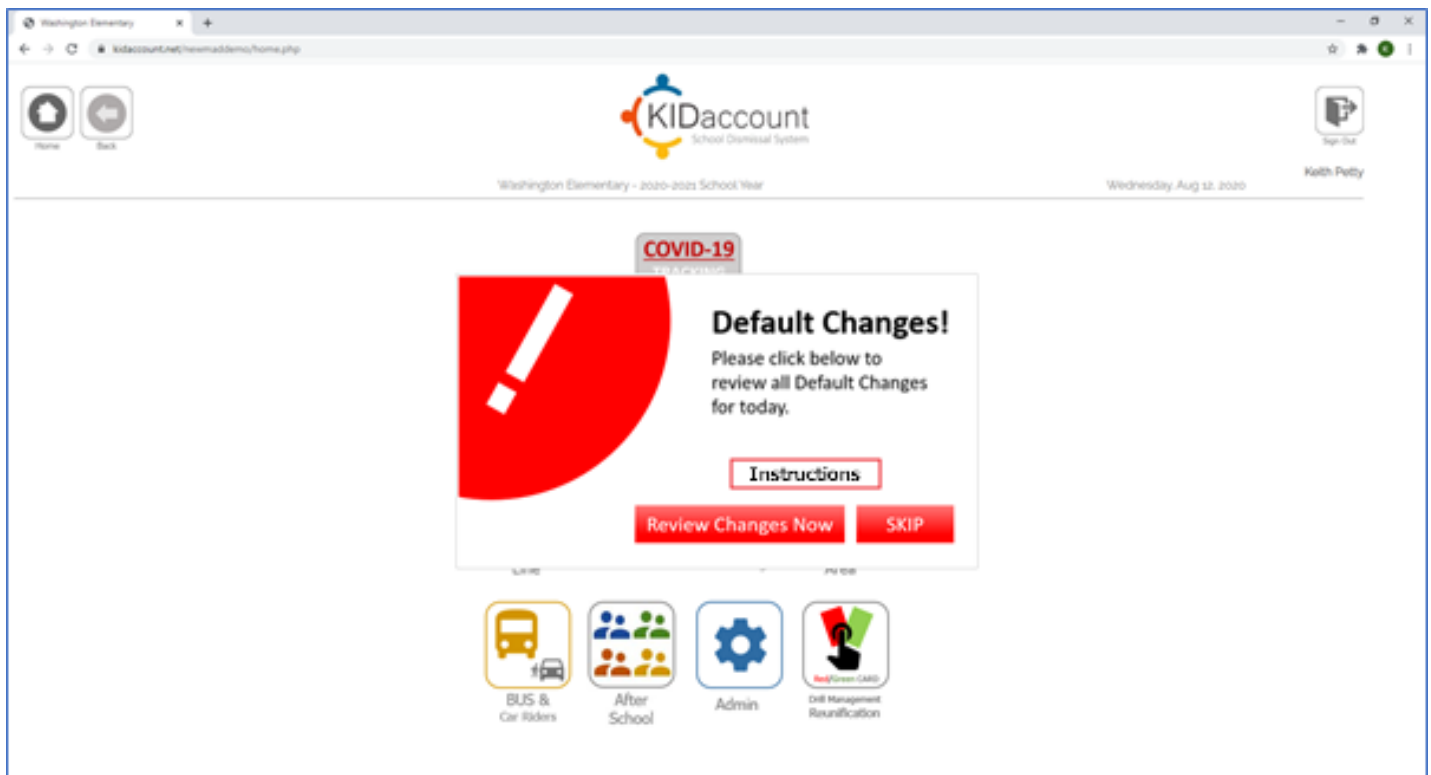 Washington Elementary
kidaccount.net/newmaddemo/home.php
Home
Back
KIDaccount
School Dismissal System
Sign Out
Keith Petty
Washington Elementary - 2020-2021 School Year
Wednesday, Aug 12, 2020
COVID-19
TRACKING
Default Changes!
Please click below to
review all Default Changes
for today.
Instructions
Review Changes Now
SKIP
Line
Area
BUS &
Car Riders
After
School
Admin
Red/Green CARD
Drill Management
Reunification